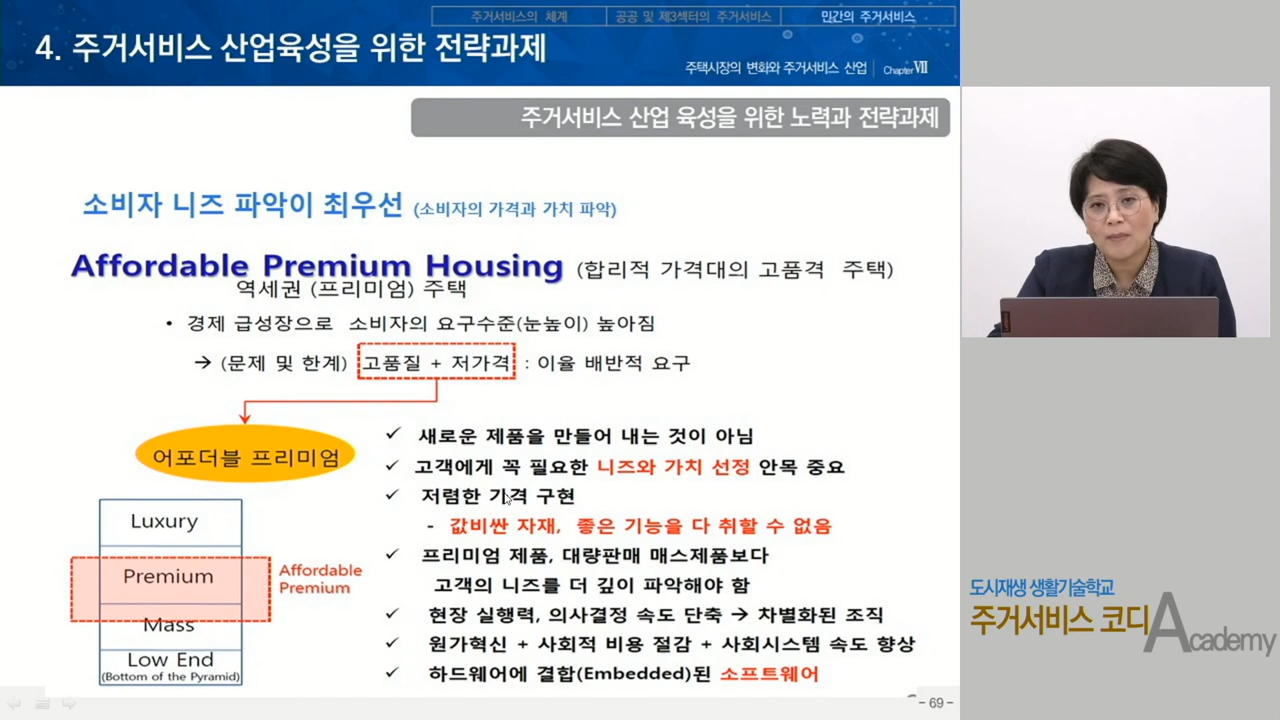 주거서비스의 체계
공공 및 제3섹터의 주거서비스
민간의 주거서비스
4. 주거서비스 산업육성을 위한 전략과제
주택시장의 변화와 주거서비스 산업 | Chapter Ⅶ
주거서비스 산업 육성을 위한 노력과 전략과제
소비자 니즈 파악이 최우선 (소비자의 가격과 가치 파악)
Affordable Premium Housing (합리적 가격대의 고품격 주택)
역세권 (프리미엄) 주택
• 경제 급성장으로 소비자의 요구수준(눈높이) 높아짐
→ (문제 및 한계) 고품질 + 저가격 : 이율 배반적 요구
어포더블 프리미엄
✓ 새로운 제품을 만들어 내는 것이 아님
✓ 고객에게 꼭 필요한 니즈와 가치 선정 안목 중요
✓ 저렴한 가격 구현
- 값비싼 자재, 좋은 기능을 다 취할 수 없음
✓ 프리미엄 제품, 대량판매 매스제품보다
고객의 니즈를 더 깊이 파악해야 함
✓ 현장 실행력, 의사결정 속도 단축 → 차별화된 조직
✓ 원가혁신 + 사회적 비용 절감 + 사회시스템 속도 향상
✓ 하드웨어에 결합(Embedded)된 소프트웨어
Luxury
Premium
Mass
Low End
(Bottom of the Pyramid)
Affordable
Premium
- 69 -
도시재생 생활기술학교
주거서비스 코디 Academy